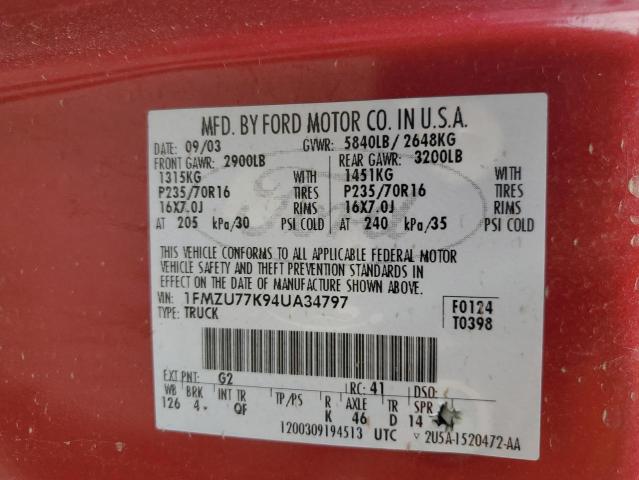 MFD. BY FORD MOTOR CO. IN U.S.A.
DATE: 09/03 GVWR: 5840LB/ 2648KG
FRONT GAWR: 2900LB REAR GAWR: 3200LB
1315KG WITH 1451KG WITH
P235/70R16 TIRES P235/70R16 TIRES
16X7.0J RIMS 16X7.0J RIMS
AT 205 kPa/30 PSI COLD AT 240 kPa/35 PSI COLD
Ford
THIS VEHICLE CONFORMS TO ALL APPLICABLE FEDERAL MOTOR
VEHICLE SAFETY AND THEFT PREVENTION STANDARDS IN
EFFECT ON THE DATE OF MANUFACTURE SHOWN ABOVE.
VIN: 1FMZU77K94UA34797 F0124
TYPE: TRUCK T0398
EXT PNT: G2 RC: 41 DSO:
WB BRK INT TR TP/PS R AXLE TR SPR
126 4 QF K 46 D 14
1200309194513 UTC ▿ 2U5A-1520472-AA